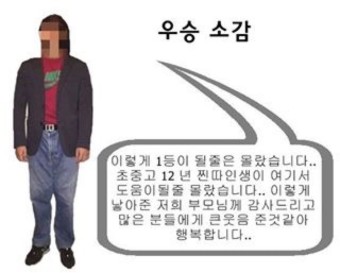 우승 소감
이렇게 1등이 될줄은 몰랐습니다..
초중고 12 년 찐따인생이 여기서
도움이될줄 몰랐습니다.. 이렇게
낳아준 저희 부모님께 감사드리고
많은 분들에게 큰웃음 준것같아
행복합니다..